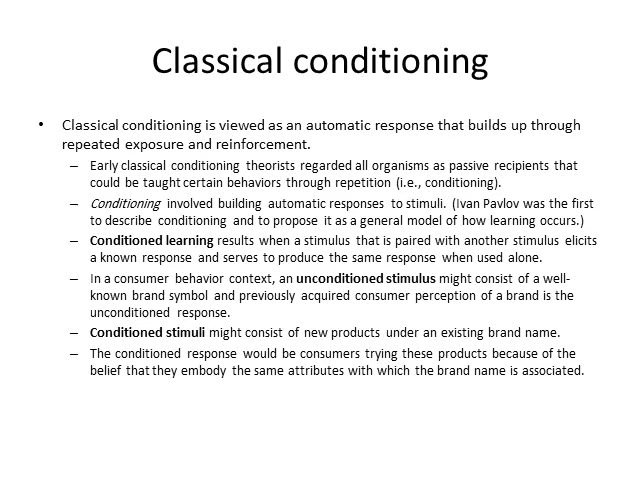 Classical conditioning
• Classical conditioning is viewed as an automatic response that builds up through
repeated exposure and reinforcement.
– Early classical conditioning theorists regarded all organisms as passive recipients that
could be taught certain behaviors through repetition (i.e., conditioning).
– Conditioning involved building automatic responses to stimuli. (Ivan Pavlov was the first
to describe conditioning and to propose it as a general model of how learning occurs.)
– Conditioned learning results when a stimulus that is paired with another stimulus elicits
a known response and serves to produce the same response when used alone.
– In a consumer behavior context, an unconditioned stimulus might consist of a well-
known brand symbol and previously acquired consumer perception of a brand is the
unconditioned response.
– Conditioned stimuli might consist of new products under an existing brand name.
– The conditioned response would be consumers trying these products because of the
belief that they embody the same attributes with which the brand name is associated.